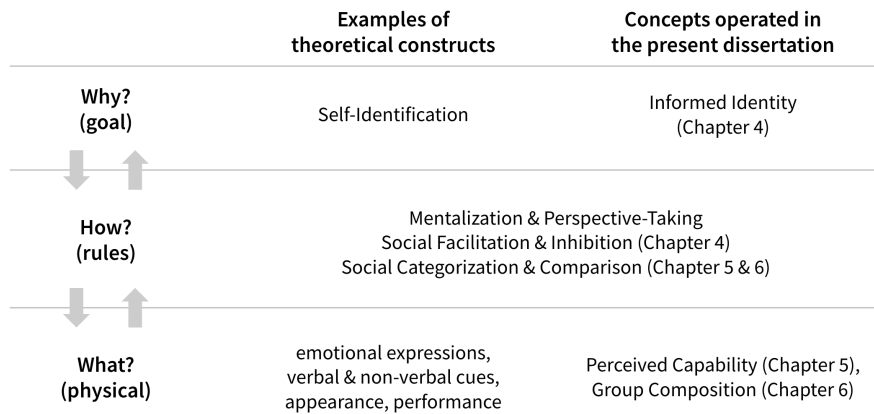 Examples of
theoretical constructs
Concepts operated in
the present dissertation
Why?
(goal)
Self-Identification
Informed Identity
(Chapter 4)
How?
(rules)
Mentalization & Perspective-Taking
Social Facilitation & Inhibition (Chapter 4)
Social Categorization & Comparison (Chapter 5 & 6)
What?
(physical)
emotional expressions,
verbal & non-verbal cues,
appearance, performance
Perceived Capability (Chapter 5),
Group Composition (Chapter 6)